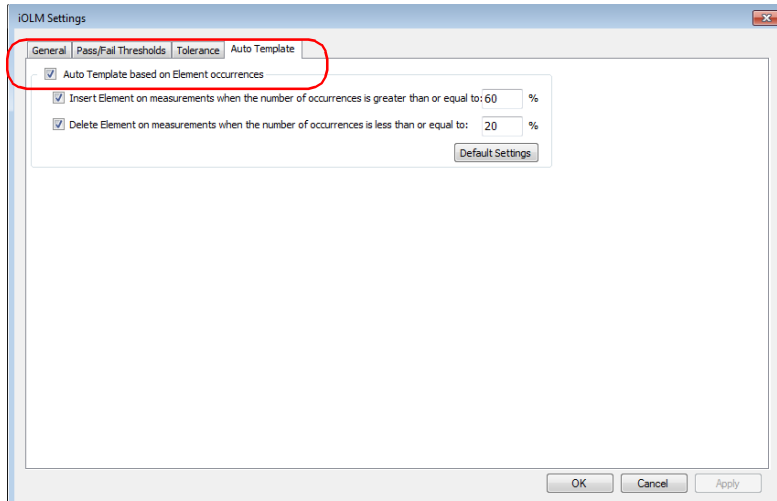 iOLM Settings
General Pass/Fail Thresholds Tolerance Auto Template
Auto Template based on Element occurrences
Insert Element on measurements when the number of occurrences is greater than or equal to: 60 %
Delete Element on measurements when the number of occurrences is less than or equal to: 20 %
Default Settings
OK Cancel Apply